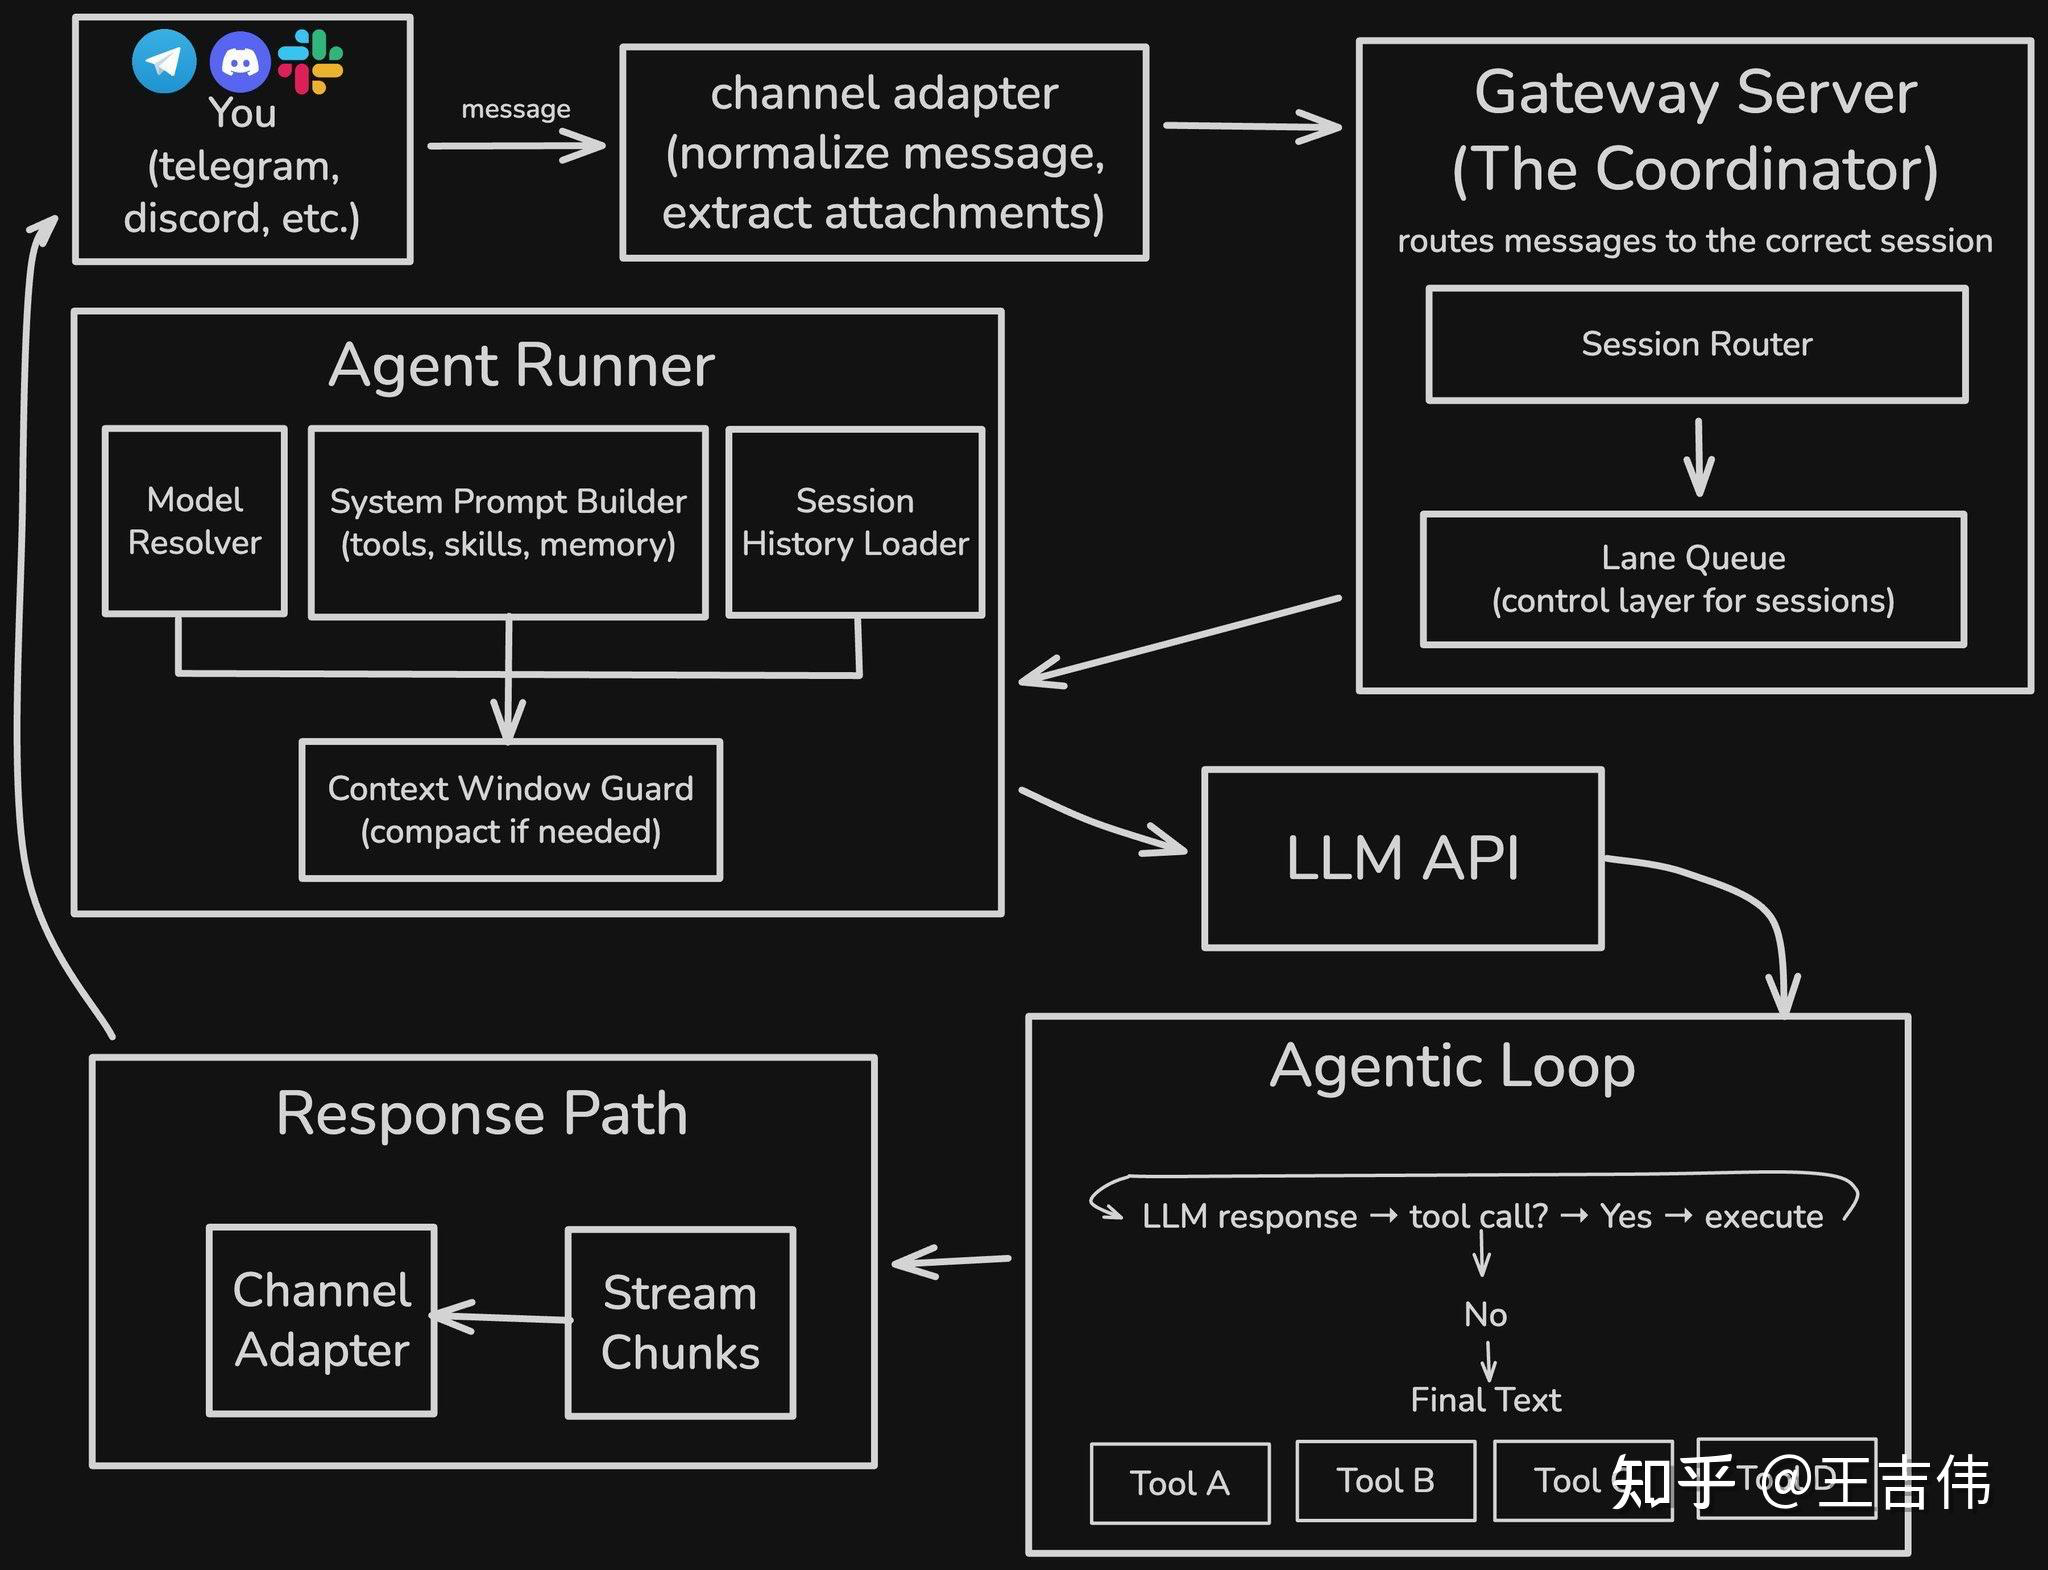 You
(telegram,
discord, etc.)
message
channel adapter
(normalize message,
extract attachments)
Gateway Server
(The Coordinator)
routes messages to the correct session
Session Router
Lane Queue
(control layer for sessions)
Agent Runner
Model
Resolver
System Prompt Builder
(tools, skills, memory)
Session
History Loader
Context Window Guard
(compact if needed)
LLM API
Agentic Loop
LLM response → tool call? → Yes → execute
No
Final Text
Tool A
Tool B
Tool C
Tool D
Response Path
Channel
Adapter
Stream
Chunks
知乎 @王吉伟